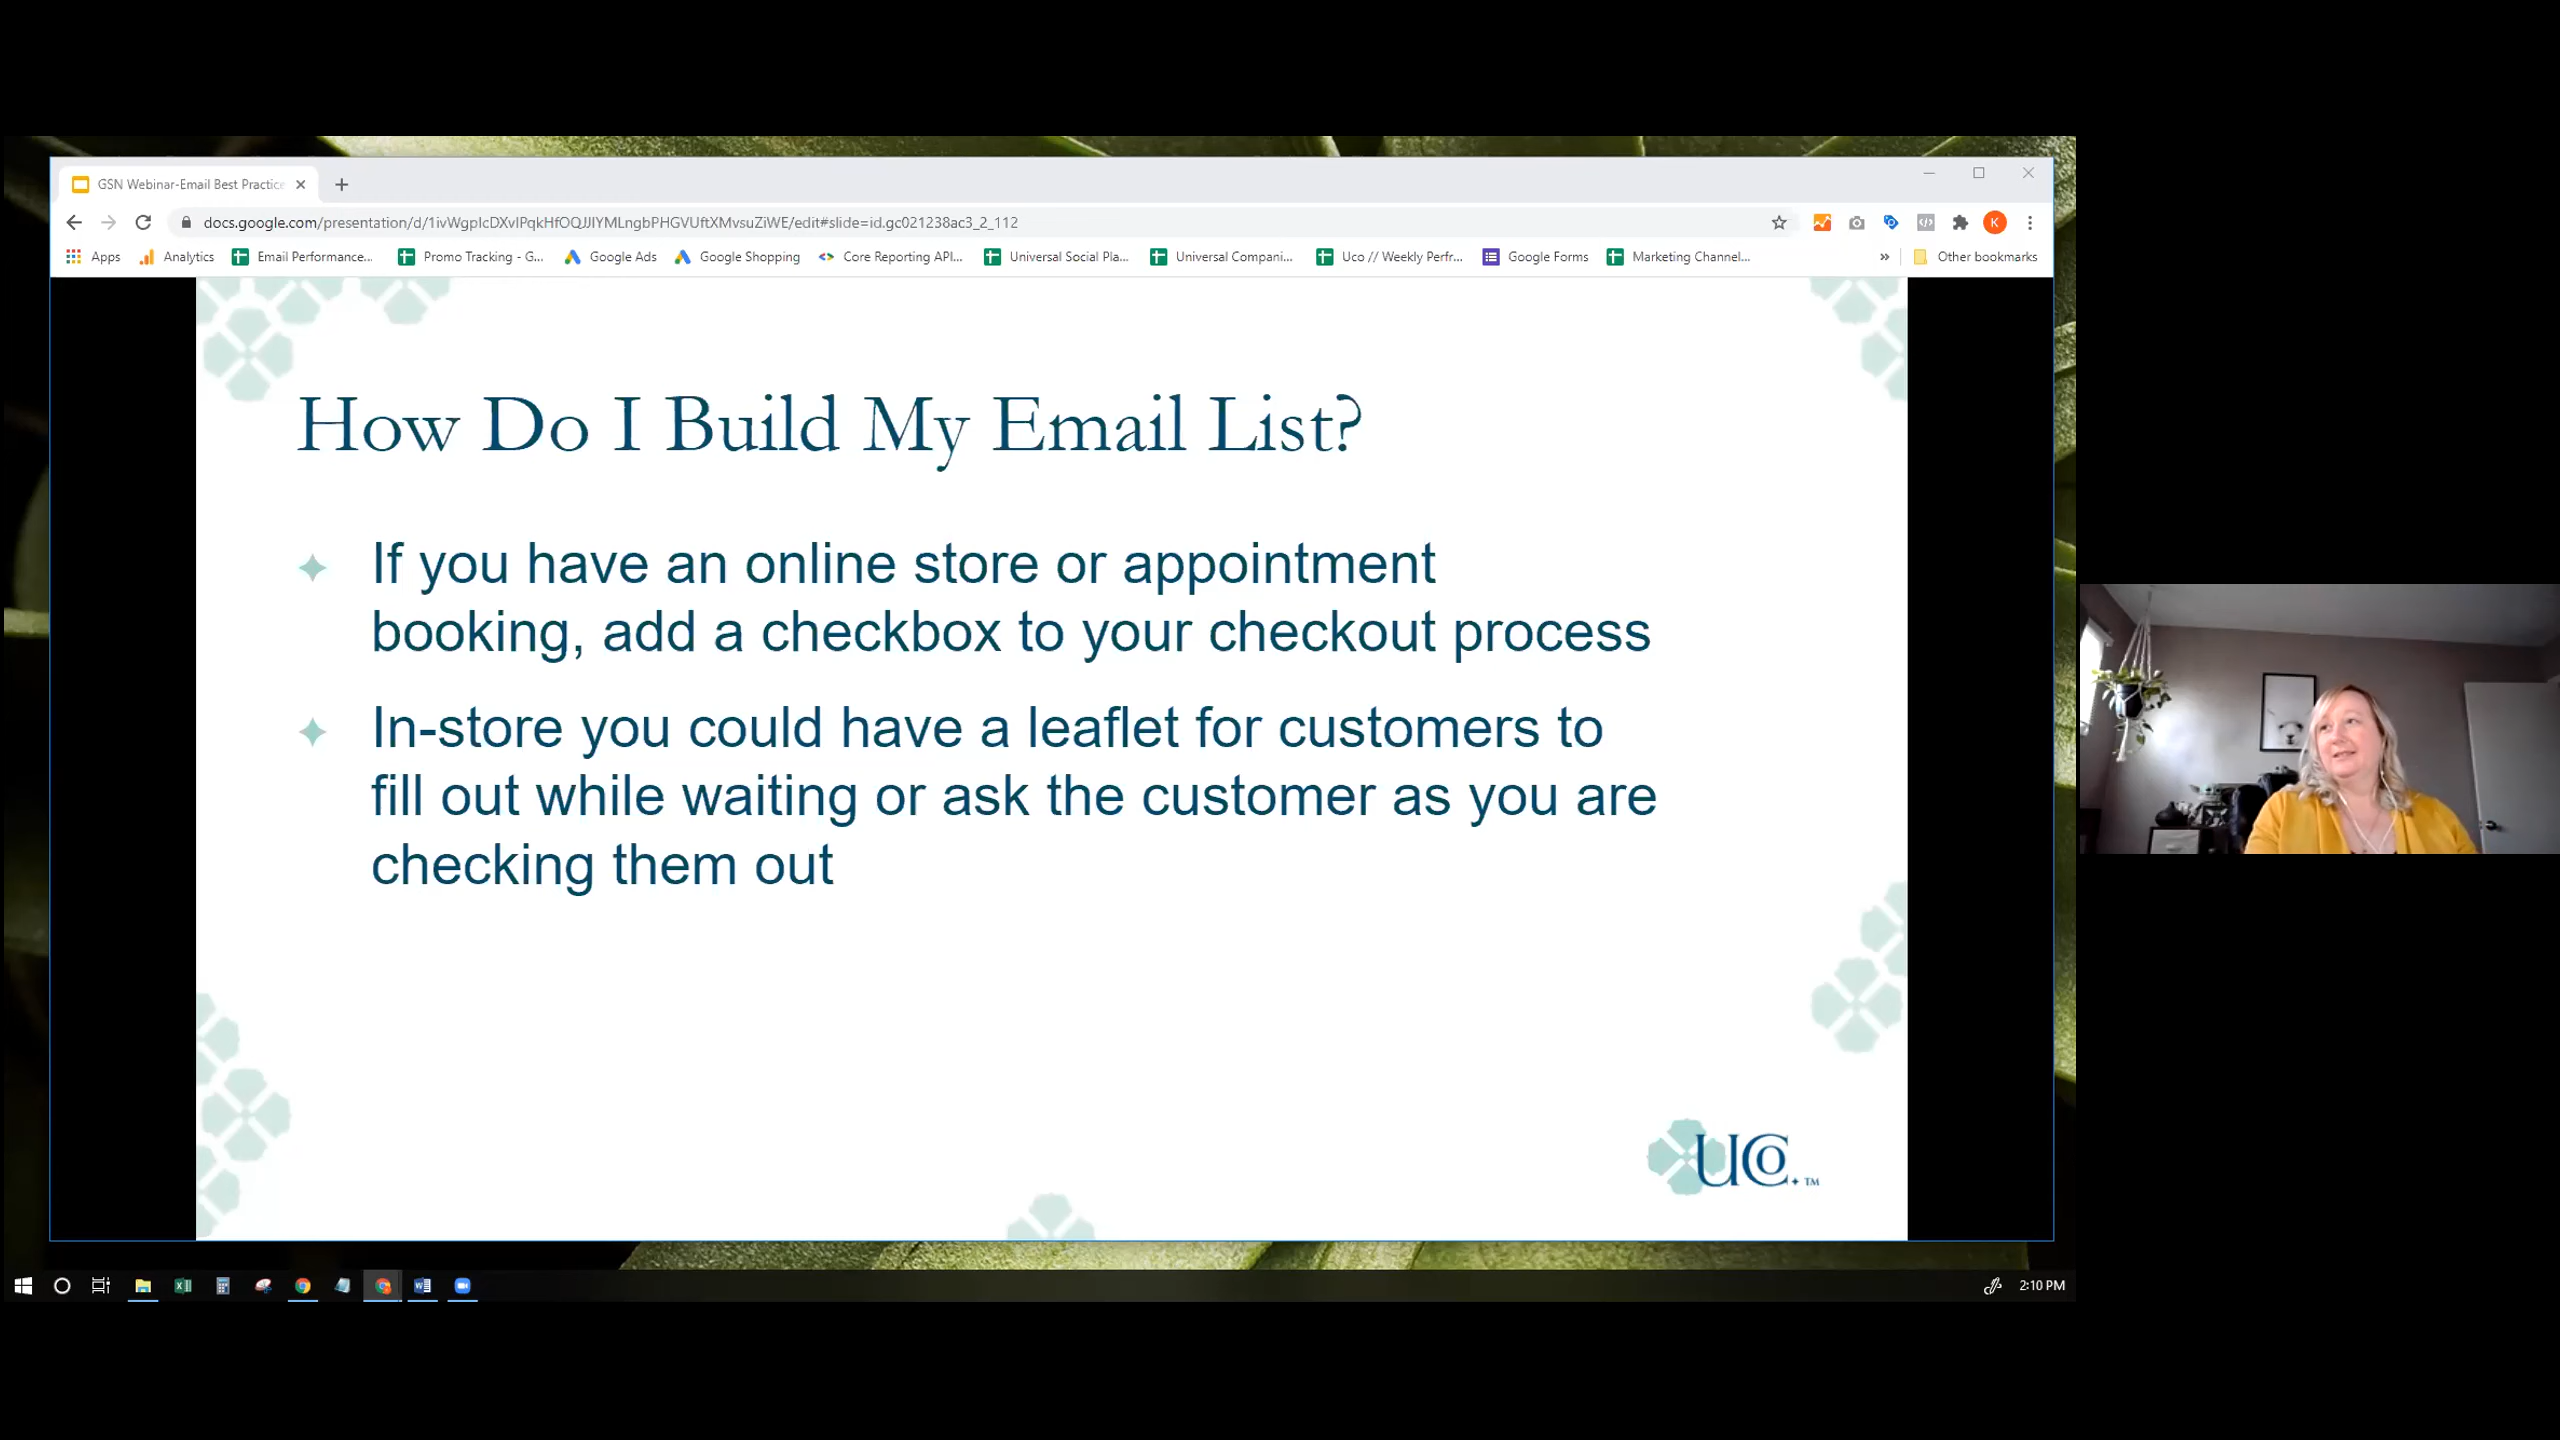 GSN Webinar-Email Best Practice
docs.google.com/presentation/d/1ivWgpIcDXvIPqkHfOQJJIYMLngbPHGVUftXMvsuZiWE/edit#slide=id.gc021238ac3_2_112
K
Apps Analytics Email Performance... Promo Tracking - G... Google Ads Google Shopping Core Reporting API... Universal Social Pla... Universal Compani... Uco // Weekly Perfr... Google Forms Marketing Channel... » Other bookmarks
How Do I Build My Email List?
If you have an online store or appointment
booking, add a checkbox to your checkout process
In-store you could have a leaflet for customers to
fill out while waiting or ask the customer as you are
checking them out
UCo. TM
2:10 PM